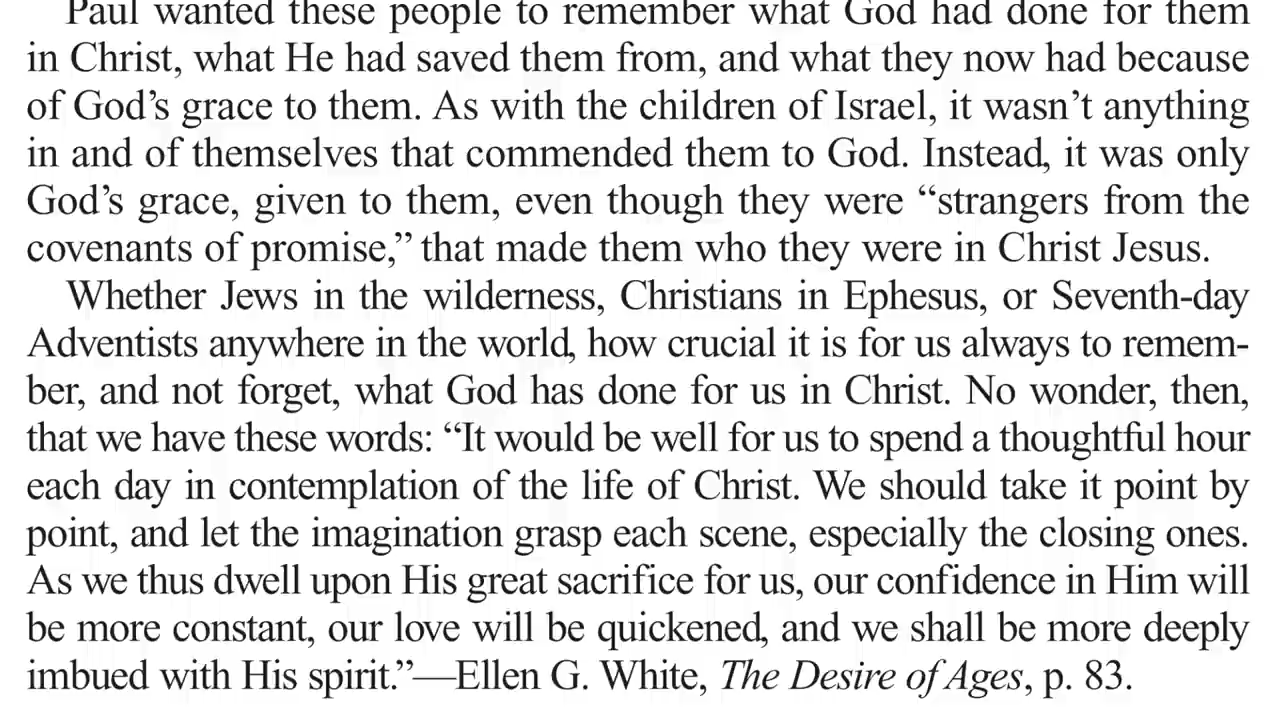 Paul wanted these people to remember what God had done for them
in Christ, what He had saved them from, and what they now had because
of God’s grace to them. As with the children of Israel, it wasn’t anything
in and of themselves that commended them to God. Instead, it was only
God’s grace, given to them, even though they were “strangers from the
covenants of promise,” that made them who they were in Christ Jesus.
Whether Jews in the wilderness, Christians in Ephesus, or Seventh-day
Adventists anywhere in the world, how crucial it is for us always to remem-
ber, and not forget, what God has done for us in Christ. No wonder, then,
that we have these words: “It would be well for us to spend a thoughtful hour
each day in contemplation of the life of Christ. We should take it point by
point, and let the imagination grasp each scene, especially the closing ones.
As we thus dwell upon His great sacrifice for us, our confidence in Him will
be more constant, our love will be quickened, and we shall be more deeply
imbued with His spirit.”—Ellen G. White, The Desire of Ages, p. 83.